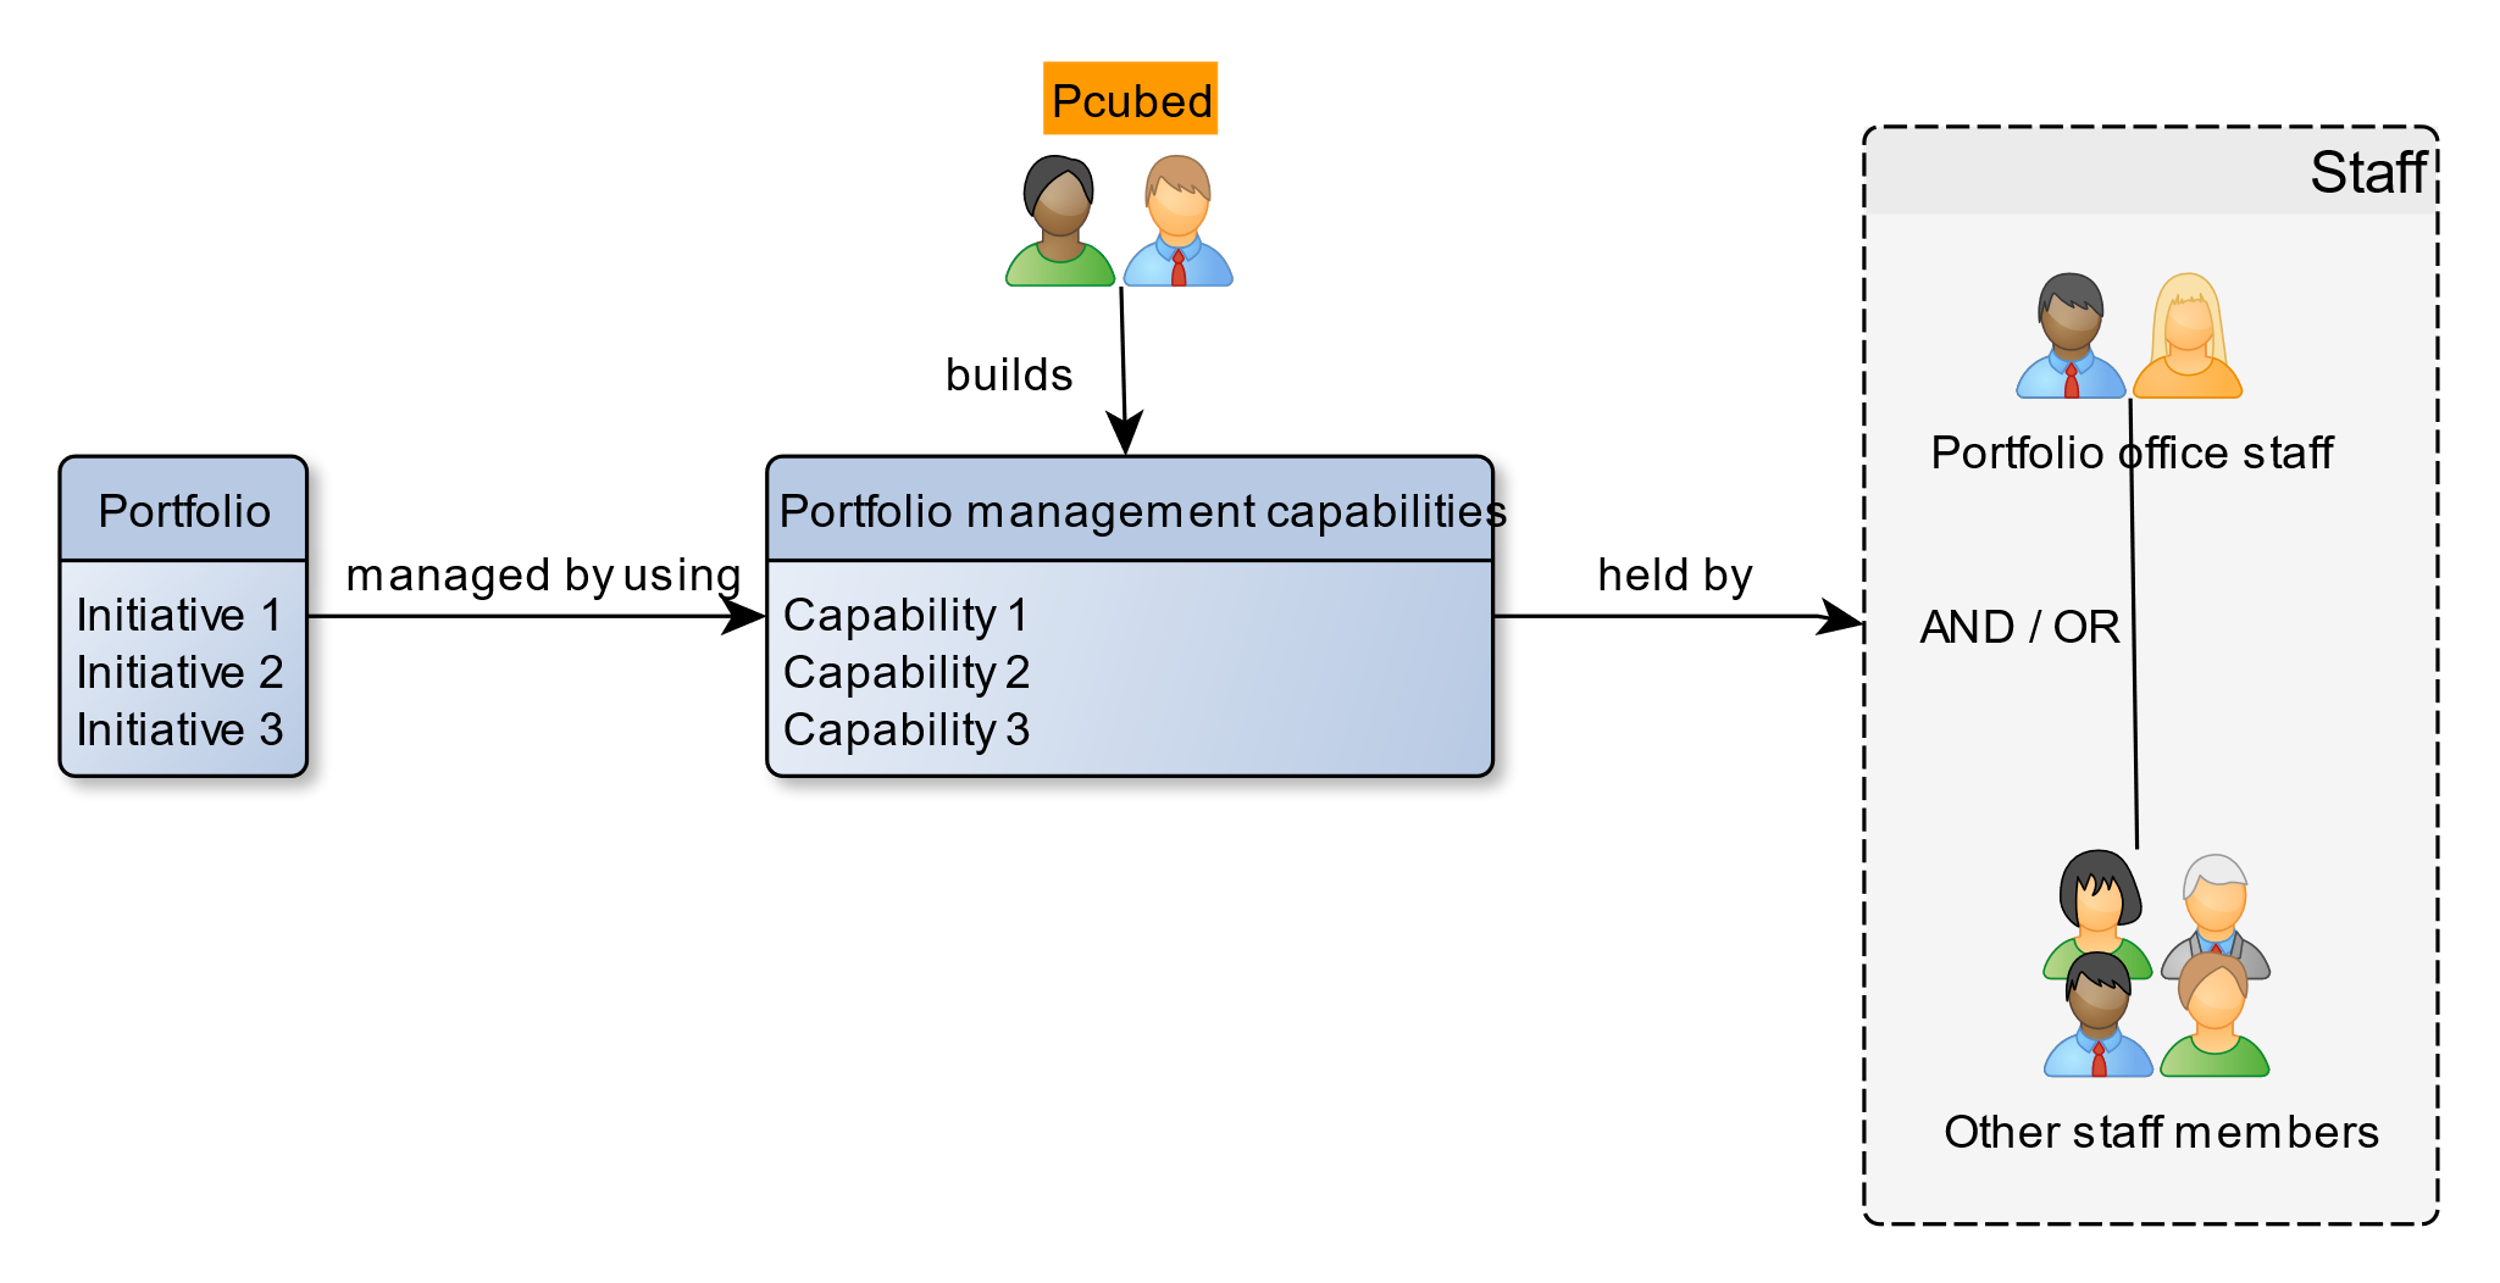 Pcubed
Staff
builds
Portfolio office staff
Portfolio
Initiative 1
Initiative 2
Initiative 3
managed by using
Portfolio management capabilities
Capability 1
Capability 2
Capability 3
held by
AND / OR
Other staff members